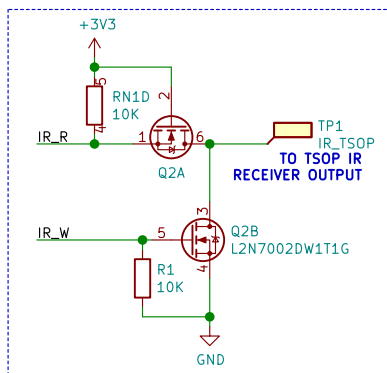 +3V3
5
RN1D
10K
4
2
IR_R
1
6
Q2A
TP1
IR_TSOP
TO TSOP IR
RECEIVER OUTPUT
3
IR_W
5
Q2B
L2N7002DW1T1G
4
R1
10K
GND